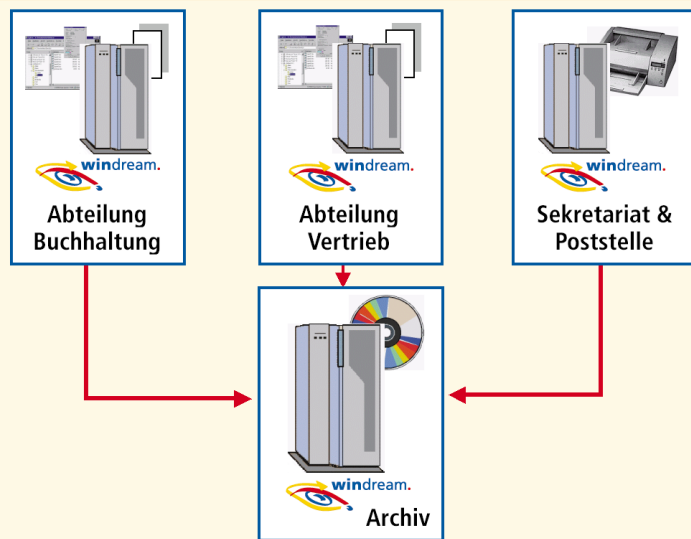 windream.
Abteilung
Buchhaltung
windream.
Abteilung
Vertrieb
windream.
Sekretariat &
Poststelle
windream.
Archiv